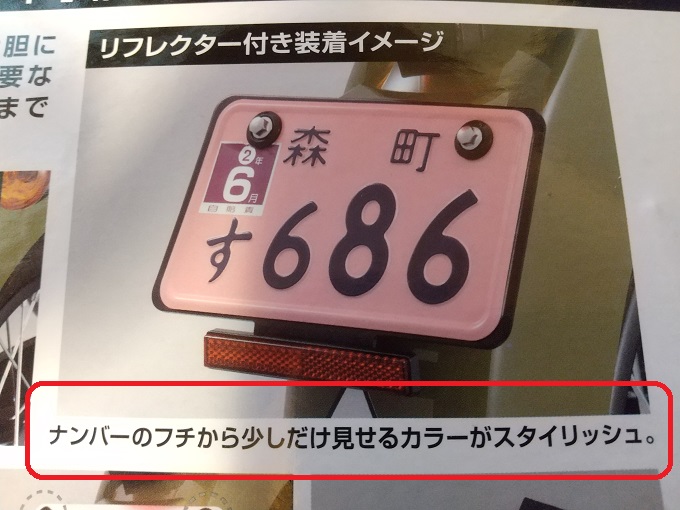 胆に
要な
まで
リフレクター付き装着イメージ
森 町
2年
6月
自賠責
す 686
ナンバーのフチから少しだけ見せるカラーがスタイリッシュ。